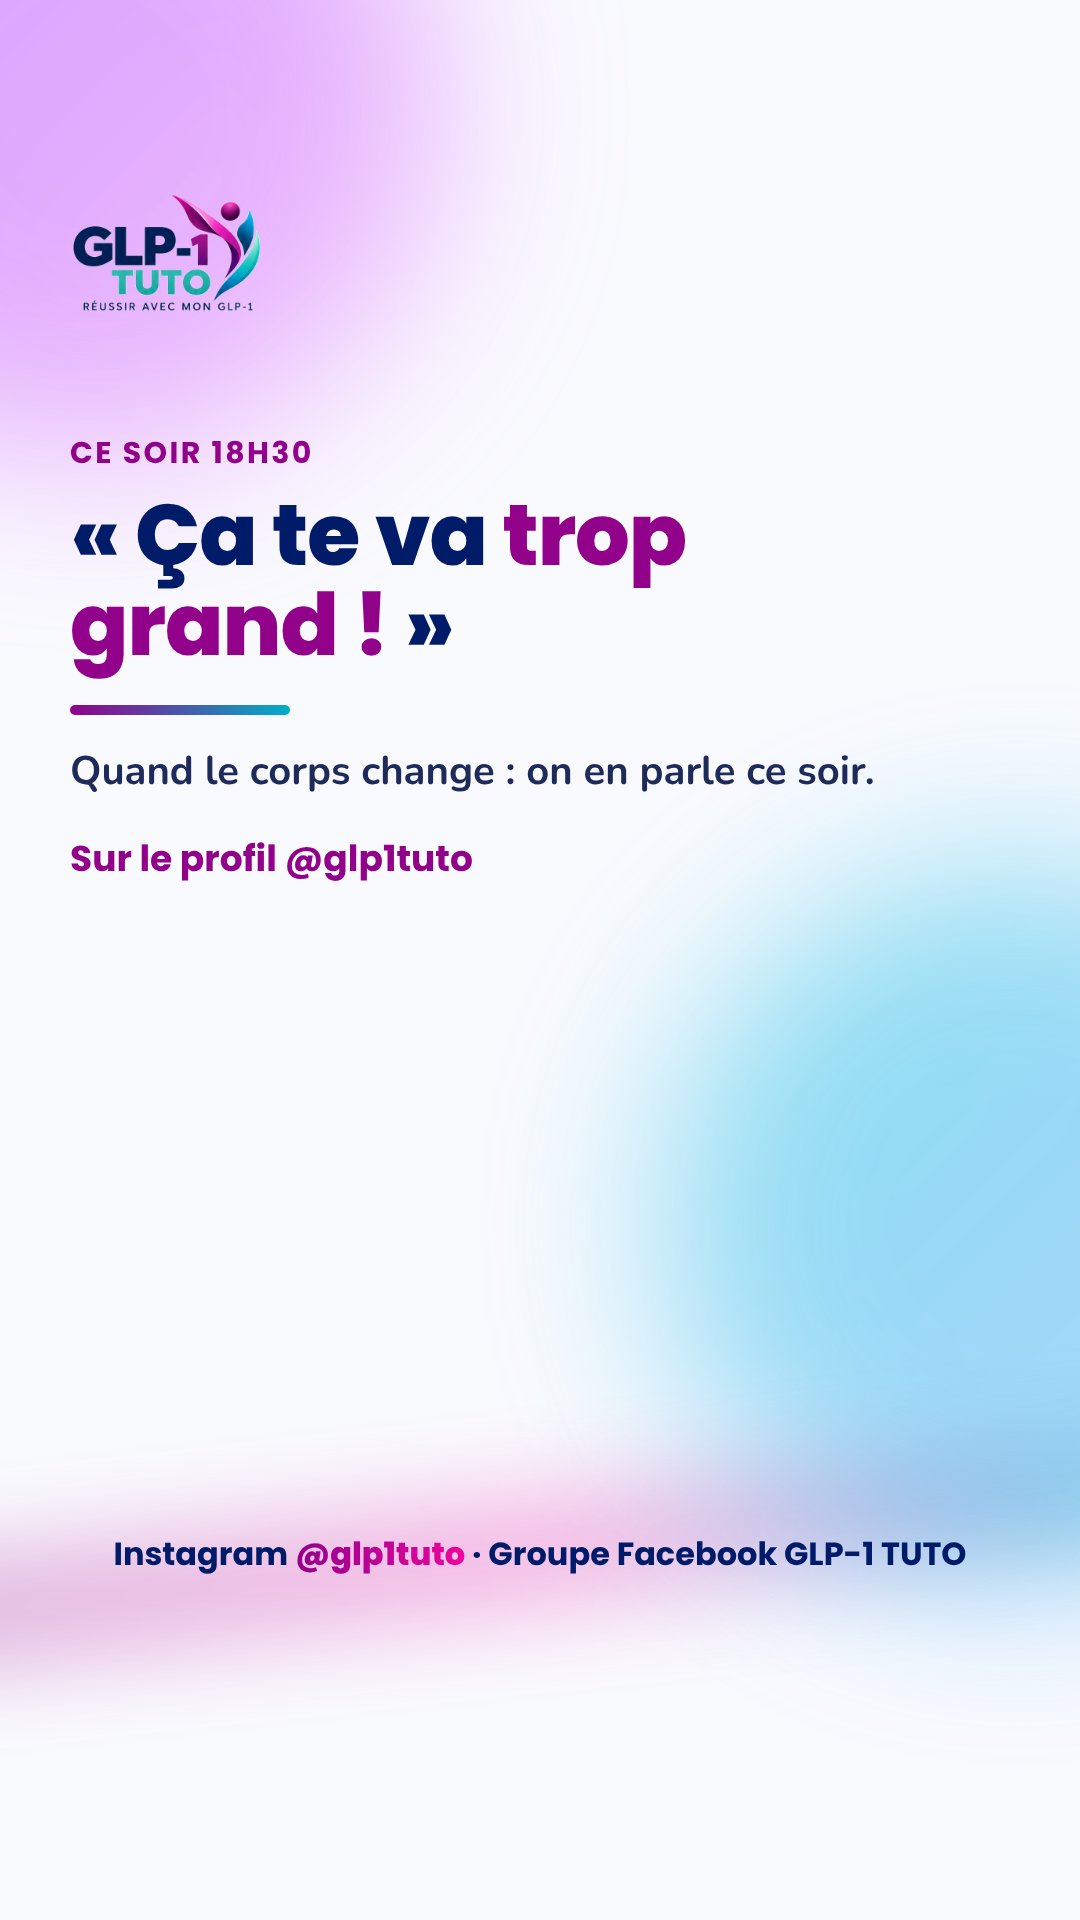 GLP-1
TUTO
RÉUSSIR AVEC MON GLP-1
CE SOIR 18H30
« Ça te va trop
grand ! »
Quand le corps change : on en parle ce soir.
Sur le profil @glp1tuto
Instagram @glp1tuto · Groupe Facebook GLP-1 TUTO